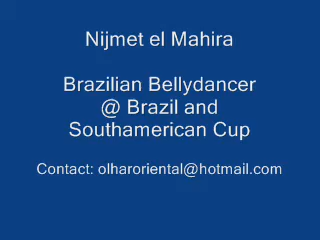 Nijmet el Mahira
Brazilian Bellydancer
@ Brazil and
Southamerican Cup
Contact: olharoriental@hotmail.com